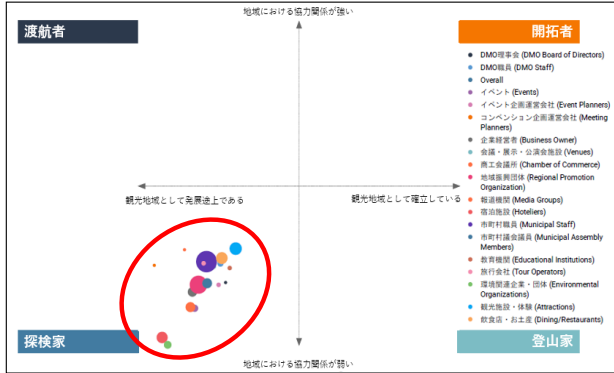 地域における協力関係が強い
渡航者
開拓者
DMO理事会 (DMO Board of Directors)
DMO職員 (DMO Staff)
Overall
イベント (Events)
イベント企画運営会社 (Event Planners)
コンベンション企画運営会社 (Meeting
Planners)
企業経営者 (Business Owner)
会議・展示・公演会施設 (Venues)
商工会議所 (Chamber of Commerce)
地域振興団体 (Regional Promotion
Organization)
報道機関 (Media Groups)
宿泊施設 (Hoteliers)
市町村職員 (Municipal Staff)
市町村議会議員 (Municipal Assembly
Members)
教育機関 (Educational Institutions)
旅行会社 (Tour Operators)
環境関連企業・団体 (Environmental
Organizations)
観光施設・体験 (Attractions)
飲食店・お土産 (Dining/Restaurants)
観光地域として発展途上である
観光地域として確立している
探検家
登山家
地域における協力関係が弱い